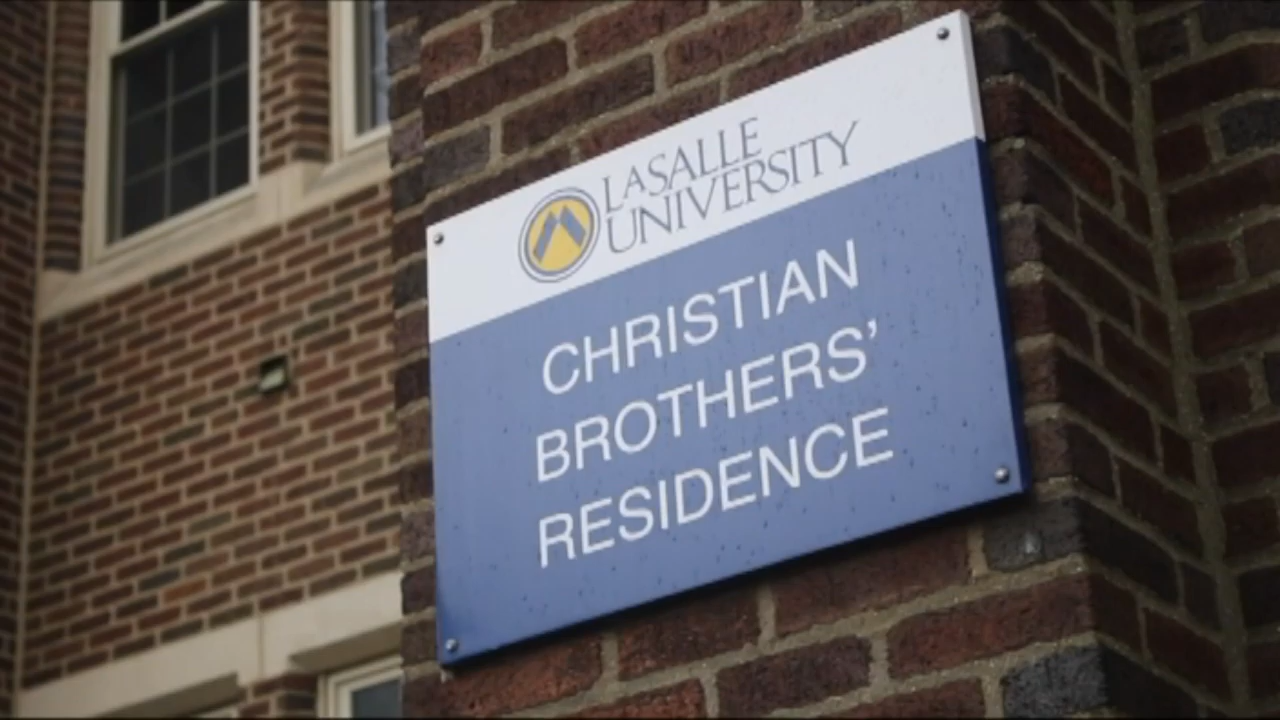 LASALLE
UNIVERSITY
CHRISTIAN
BROTHERS’
RESIDENCE